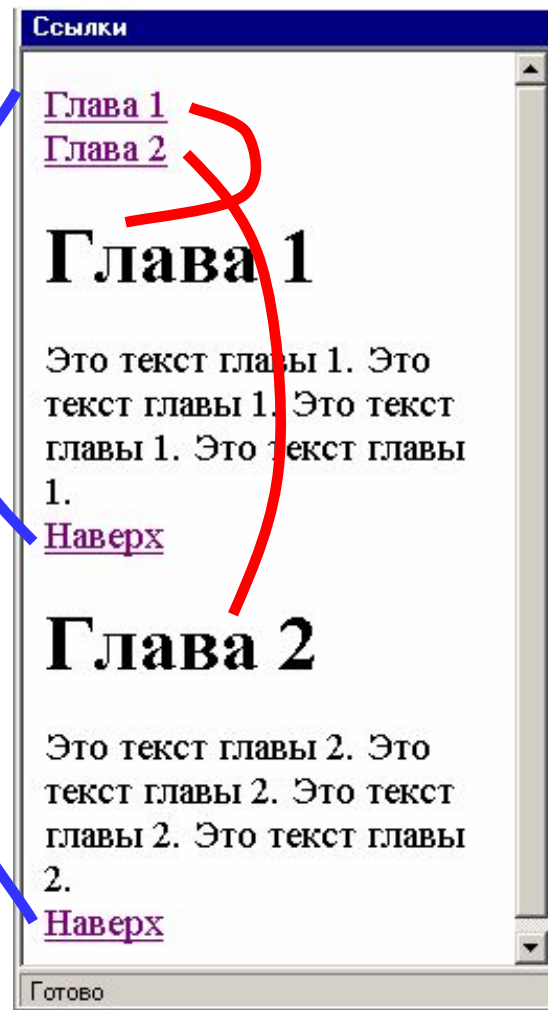 Ссылки
Глава 1
Глава 2
Глава 1
Это текст главы 1. Это
текст главы 1. Это текст
главы 1. Это текст главы
1.
Наверх
Глава 2
Это текст главы 2. Это
текст главы 2. Это текст
главы 2. Это текст главы
2.
Наверх
Готово